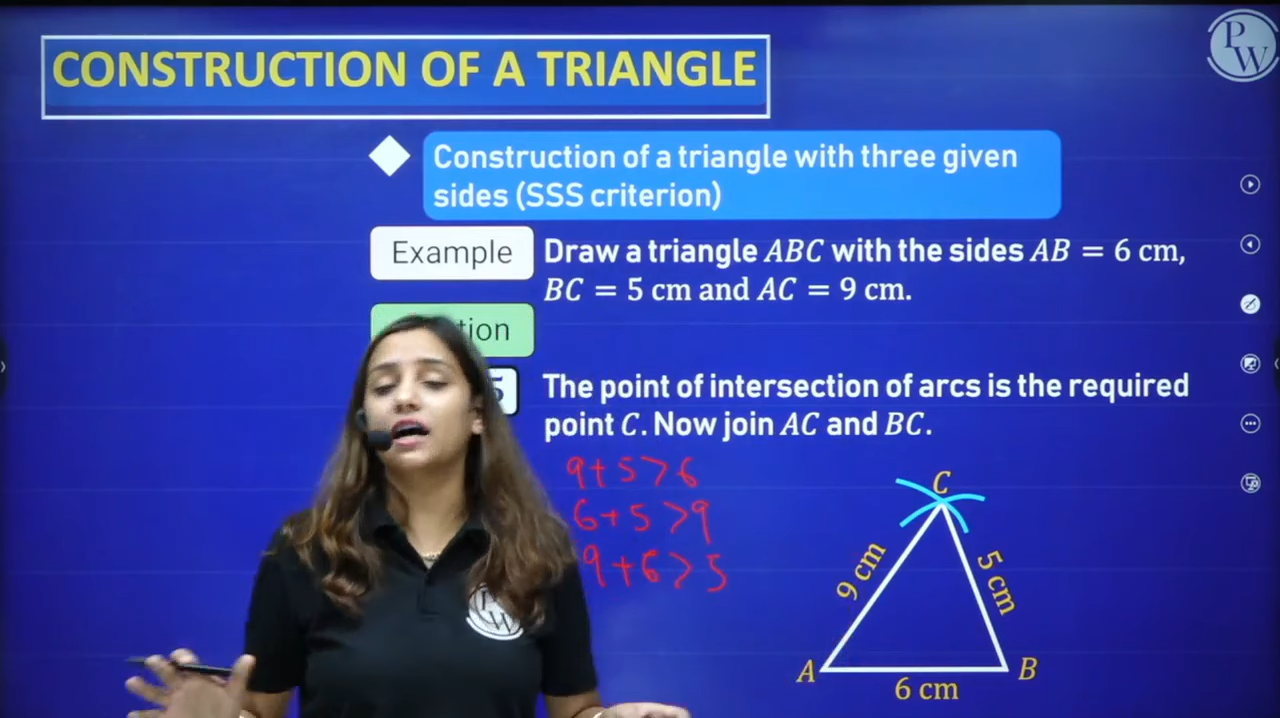 CONSTRUCTION OF A TRIANGLE
PW
Construction of a triangle with three given
sides (SSS criterion)
Example
Draw a triangle ABC with the sides AB = 6 cm,
BC = 5 cm and AC = 9 cm.
The point of intersection of arcs is the required
point C. Now join AC and BC.
9+5>6
6+5>9
9+6>5
C
9 cm
5 cm
A
B
6 cm
PW